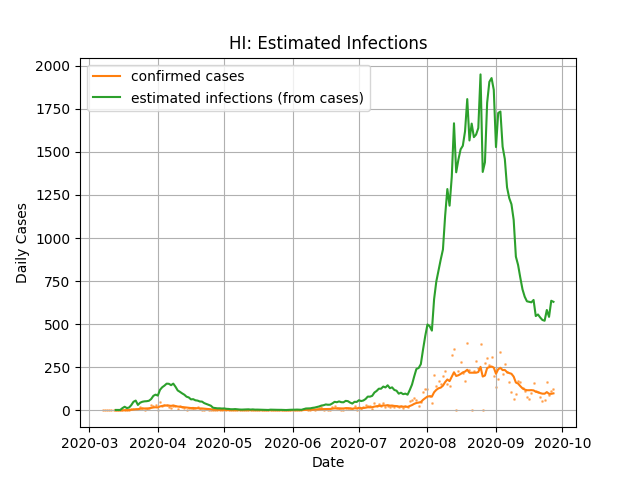 HI: Estimated Infections
confirmed cases
estimated infections (from cases)
Daily Cases
2000
1750
1500
1250
1000
750
500
250
0
2020-03 2020-04 2020-05 2020-06 2020-07 2020-08 2020-09 2020-10
Date